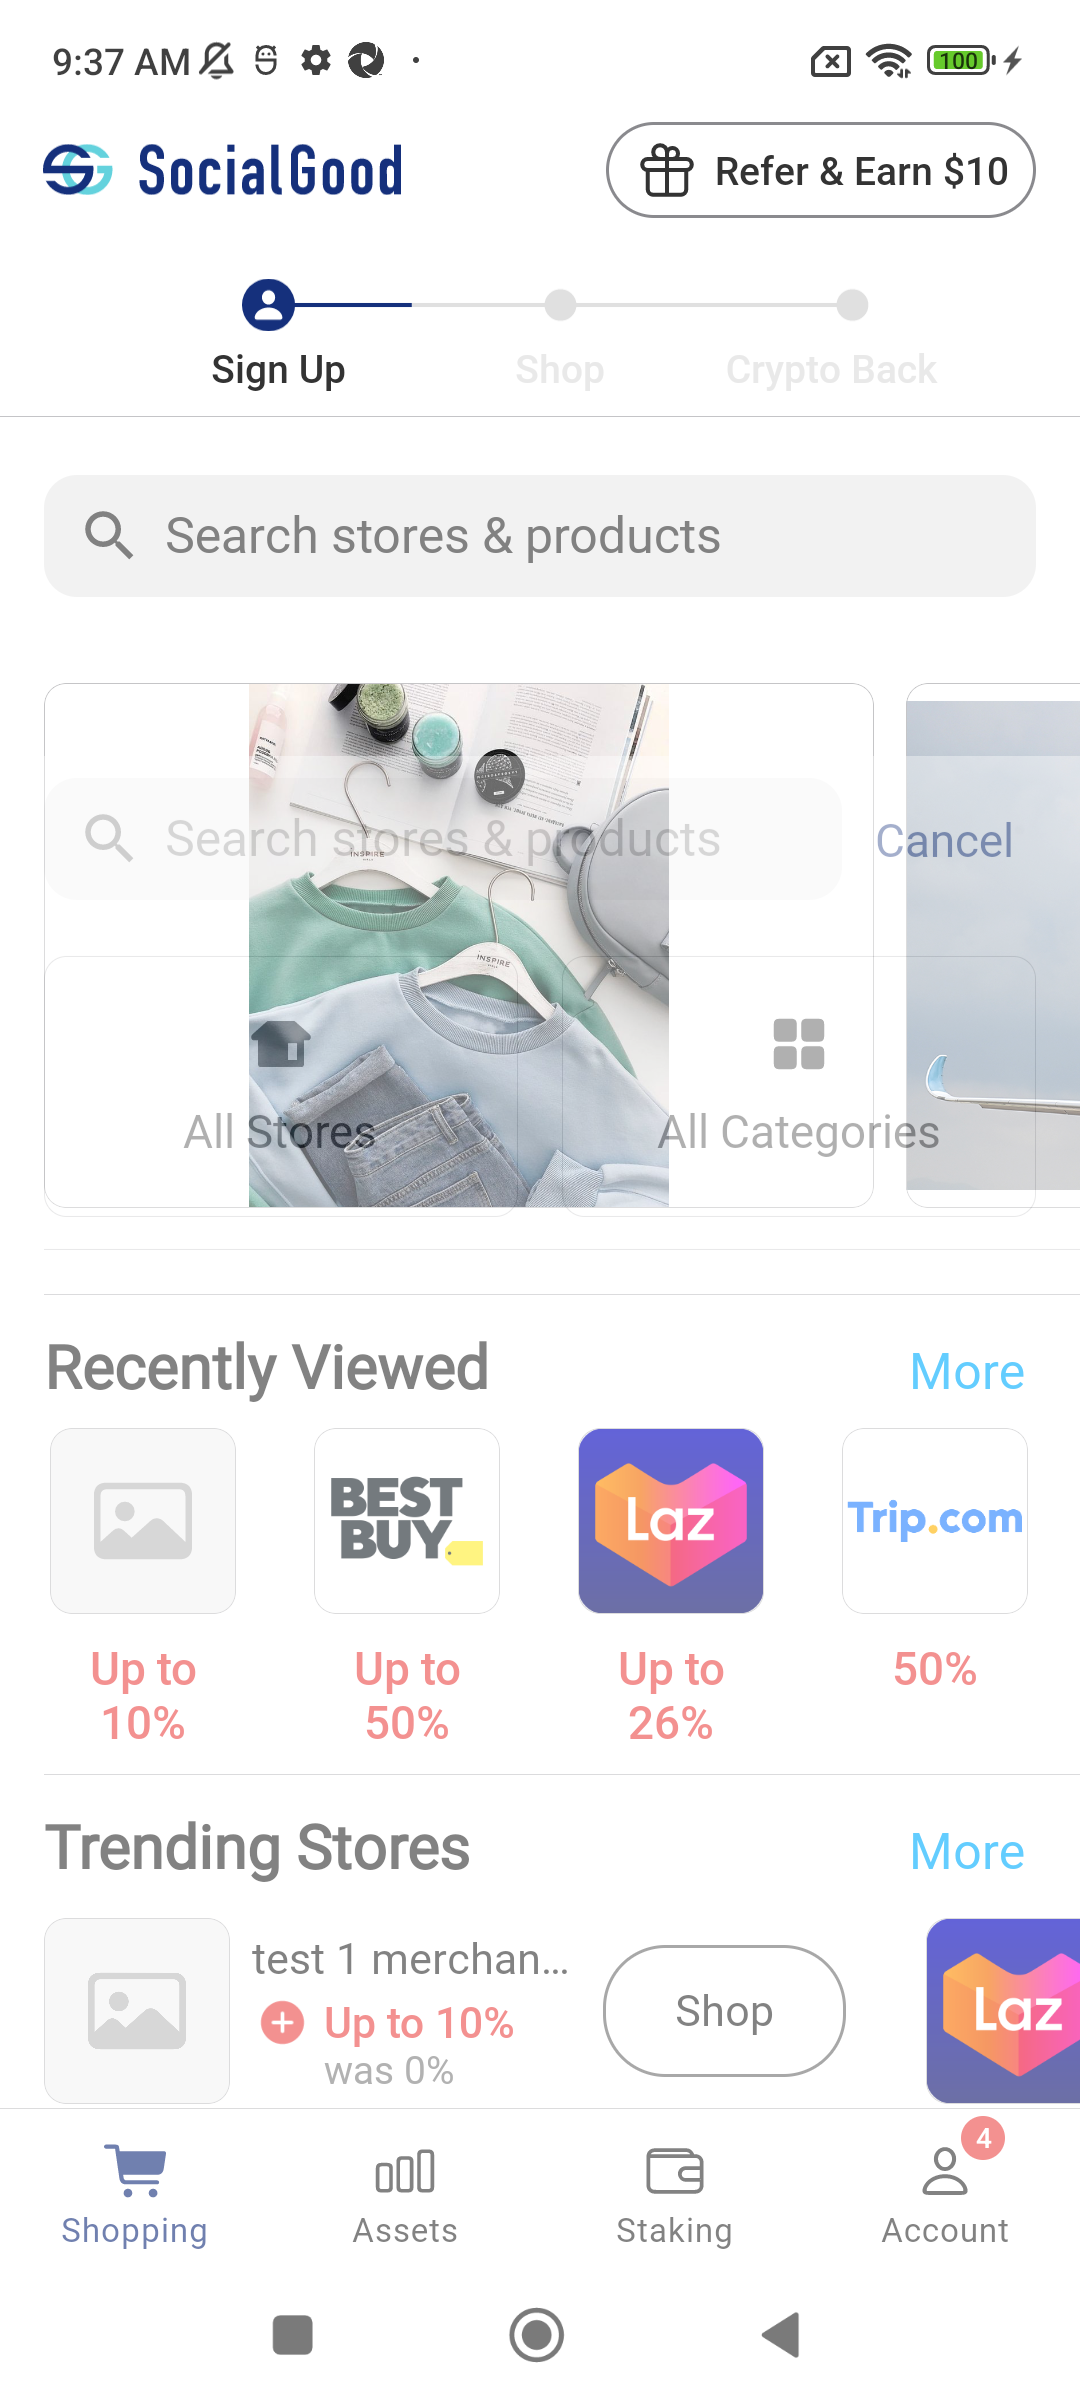 9:37 AM
100
SocialGood
Refer & Earn $10
Sign Up
Shop
Crypto Back
Search stores & products
Search stores & products
Cancel
INSPIRE
INSPIRE
All Stores
All Categories
Recently Viewed
More
BEST
BUY
Laz
Trip.com
Up to
10%
Up to
50%
Up to
26%
50%
Trending Stores
More
test 1 merchan...
Up to 10%
was 0%
Shop
Laz
4
Shopping
Assets
Staking
Account